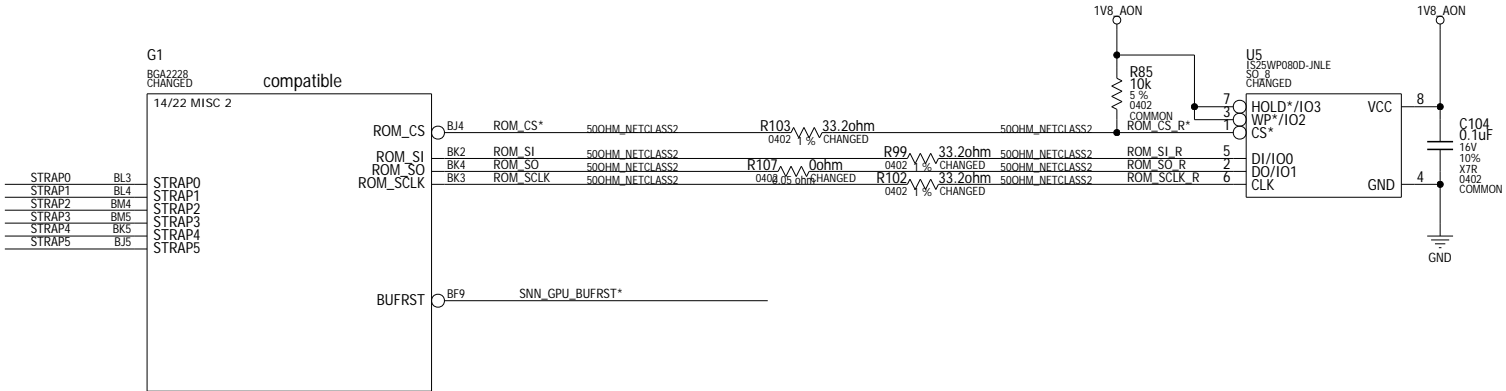 1V8_AON
1V8_AON
G1
BGA2228
CHANGED
compatible
14/22 MISC 2
R85
10k
5 %
0402
COMMON
U5
IS25WP080D-JNLE
SO_8
CHANGED
ROM_CS BJ4 ROM_CS* 50OHM_NETCLASS2 R103 33.2ohm 50OHM_NETCLASS2 ROM_CS_R*
0402 1 % CHANGED
7 HOLD*/IO3 VCC 8
3 WP*/IO2
1 CS*
C104
0.1uF
16V
10%
X7R
0402
COMMON
ROM_SI BK2 ROM_SI 50OHM_NETCLASS2 R99 33.2ohm 50OHM_NETCLASS2 ROM_SI_R 5 DI/IO0
0402 1 % CHANGED
ROM_SO BK4 ROM_SO 50OHM_NETCLASS2 R107 0ohm 50OHM_NETCLASS2 ROM_SO_R 2 DO/IO1
0402 0.05 ohm CHANGED
ROM_SCLK BK3 ROM_SCLK 50OHM_NETCLASS2 R102 33.2ohm 50OHM_NETCLASS2 ROM_SCLK_R 6 CLK GND 4
0402 1 % CHANGED
STRAP0 BL3 STRAP0
STRAP1 BL4 STRAP1
STRAP2 BM4 STRAP2
STRAP3 BM5 STRAP3
STRAP4 BK5 STRAP4
STRAP5 BJ5 STRAP5
GND
BUFRST BF9 SNN_GPU_BUFRST*